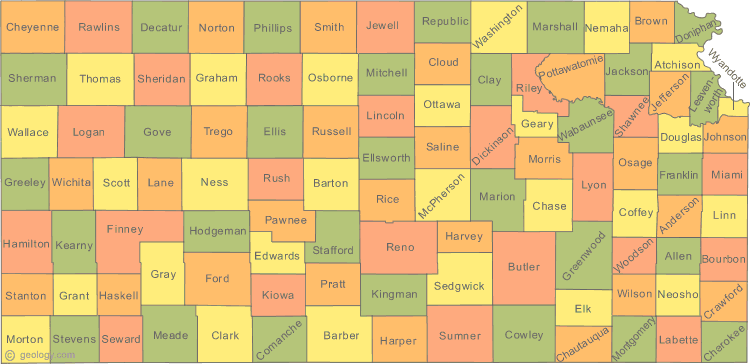 Cheyenne
Rawlins
Decatur
Norton
Phillips
Smith
Jewell
Republic
Washington
Marshall
Nemaha
Brown
Doniphan
Sherman
Thomas
Sheridan
Graham
Rooks
Osborne
Mitchell
Cloud
Clay
Riley
Pottawatomie
Jackson
Atchison
Wyandotte
Jefferson
Leaven-
worth
Wallace
Logan
Gove
Trego
Ellis
Russell
Lincoln
Ottawa
Dickinson
Geary
Wabaunsee
Shawnee
Douglas
Johnson
Ellsworth
Saline
Morris
Osage
Franklin
Miami
Greeley
Wichita
Scott
Lane
Ness
Rush
Barton
Rice
McPherson
Marion
Chase
Lyon
Coffey
Anderson
Linn
Hamilton
Kearny
Finney
Hodgeman
Pawnee
Stafford
Edwards
Reno
Harvey
Butler
Greenwood
Woodson
Allen
Bourbon
Gray
Ford
Kiowa
Pratt
Kingman
Sedgwick
Elk
Wilson
Neosho
Crawford
Stanton
Grant
Haskell
Morton
Stevens
Seward
Meade
Clark
Comanche
Barber
Harper
Sumner
Cowley
Chautauqua
Montgomery
Labette
Cherokee
© geology.com